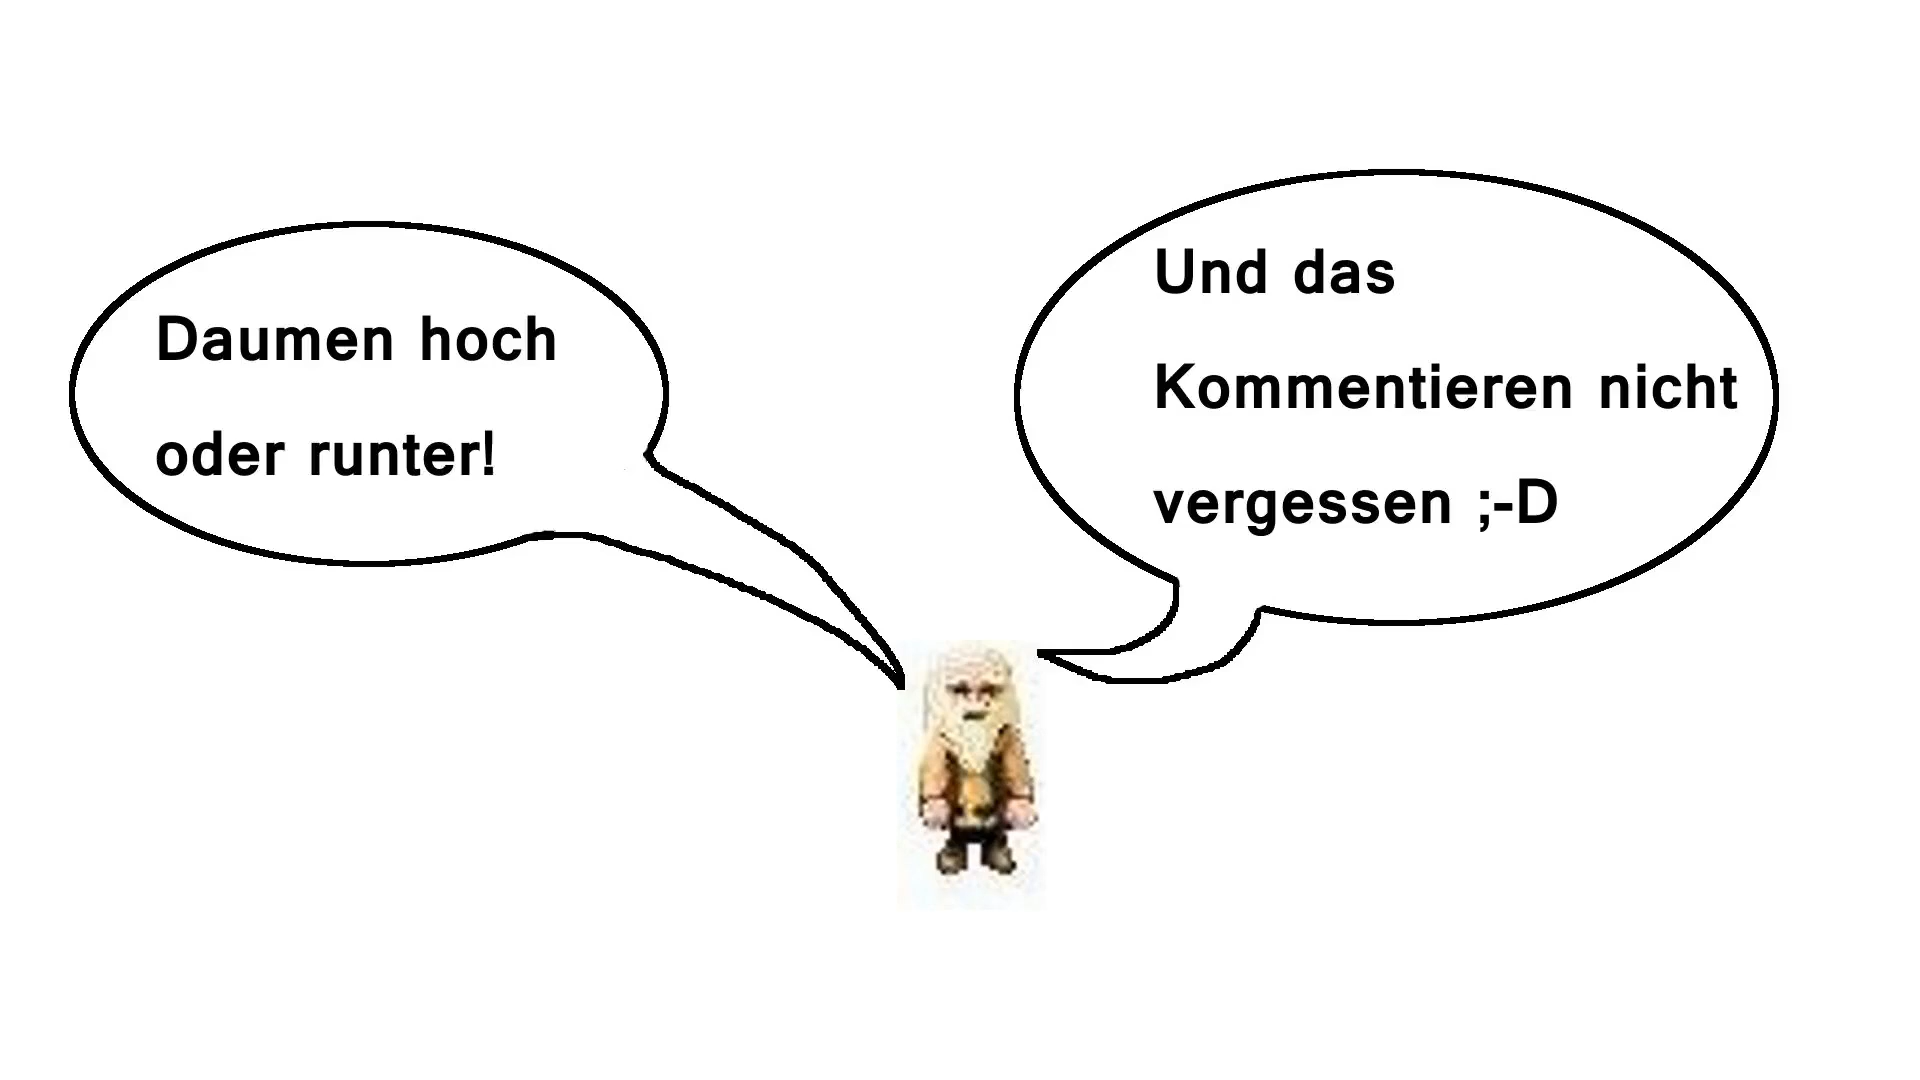 Daumen hoch
oder runter!
Und das
Kommentieren nicht
vergessen ;-D